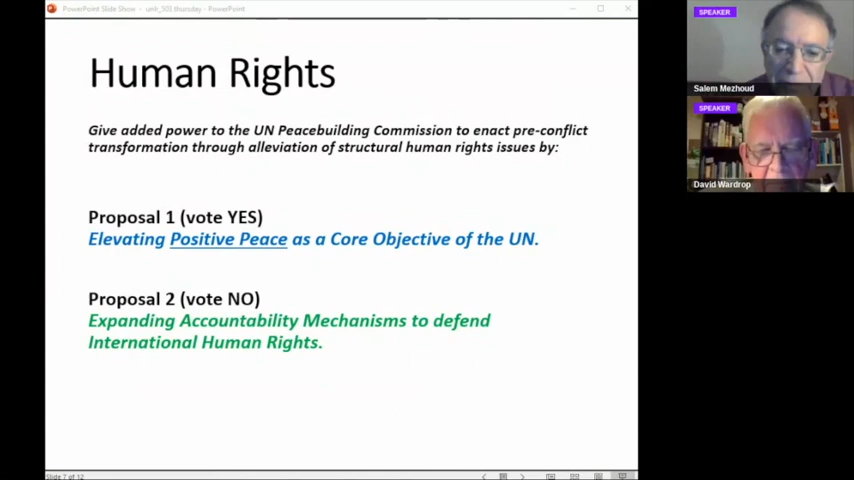 PowerPoint Slide Show - unlr_503 thursday - PowerPoint
SPEAKER
Salem Mezhoud
SPEAKER
David Wardrop
Human Rights
Give added power to the UN Peacebuilding Commission to enact pre-conflict
transformation through alleviation of structural human rights issues by:
Proposal 1 (vote YES)
Elevating Positive Peace as a Core Objective of the UN.
Proposal 2 (vote NO)
Expanding Accountability Mechanisms to defend
International Human Rights.
Slide 7 of 12